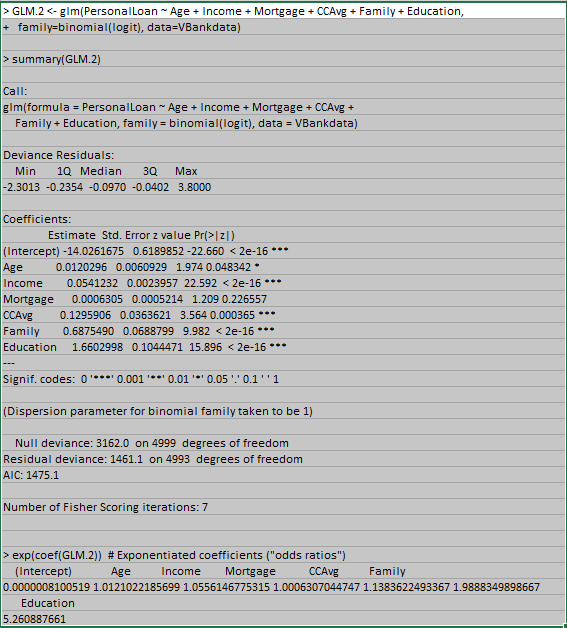 > GLM.2 <- glm(PersonalLoan ~ Age + Income + Mortgage + CCAvg + Family + Education,
+ family=binomial(logit), data=VBankdata)
> summary(GLM.2)
Call:
glm(formula = PersonalLoan ~ Age + Income + Mortgage + CCAvg +
Family + Education, family = binomial(logit), data = VBankdata)
Deviance Residuals:
Min 1Q Median 3Q Max
-2.3013 -0.2354 -0.0970 -0.0402 3.8000
Coefficients:
Estimate Std. Error z value Pr(>|z|)
(Intercept) -14.0261675 0.6189852 -22.660 < 2e-16 ***
Age 0.0120296 0.0060929 1.974 0.048342 *
Income 0.0541232 0.0023957 22.592 < 2e-16 ***
Mortgage 0.0006305 0.0005214 1.209 0.226557
CCAvg 0.1295906 0.0363621 3.564 0.000365 ***
Family 0.6875490 0.0688799 9.982 < 2e-16 ***
Education 1.6602998 0.1044471 15.896 < 2e-16 ***
---
Signif. codes: 0 '***' 0.001 '**' 0.01 '*' 0.05 '.' 0.1 ' ' 1
(Dispersion parameter for binomial family taken to be 1)
Null deviance: 3162.0 on 4999 degrees of freedom
Residual deviance: 1461.1 on 4993 degrees of freedom
AIC: 1475.1
Number of Fisher Scoring iterations: 7
> exp(coef(GLM.2)) # Exponentiated coefficients ("odds ratios")
(Intercept) Age Income Mortgage CCAvg Family
0.0000008100519 1.0121022185699 1.0556146775315 1.0006307044747 1.1383622493367 1.9888349898667
Education
5.260887661